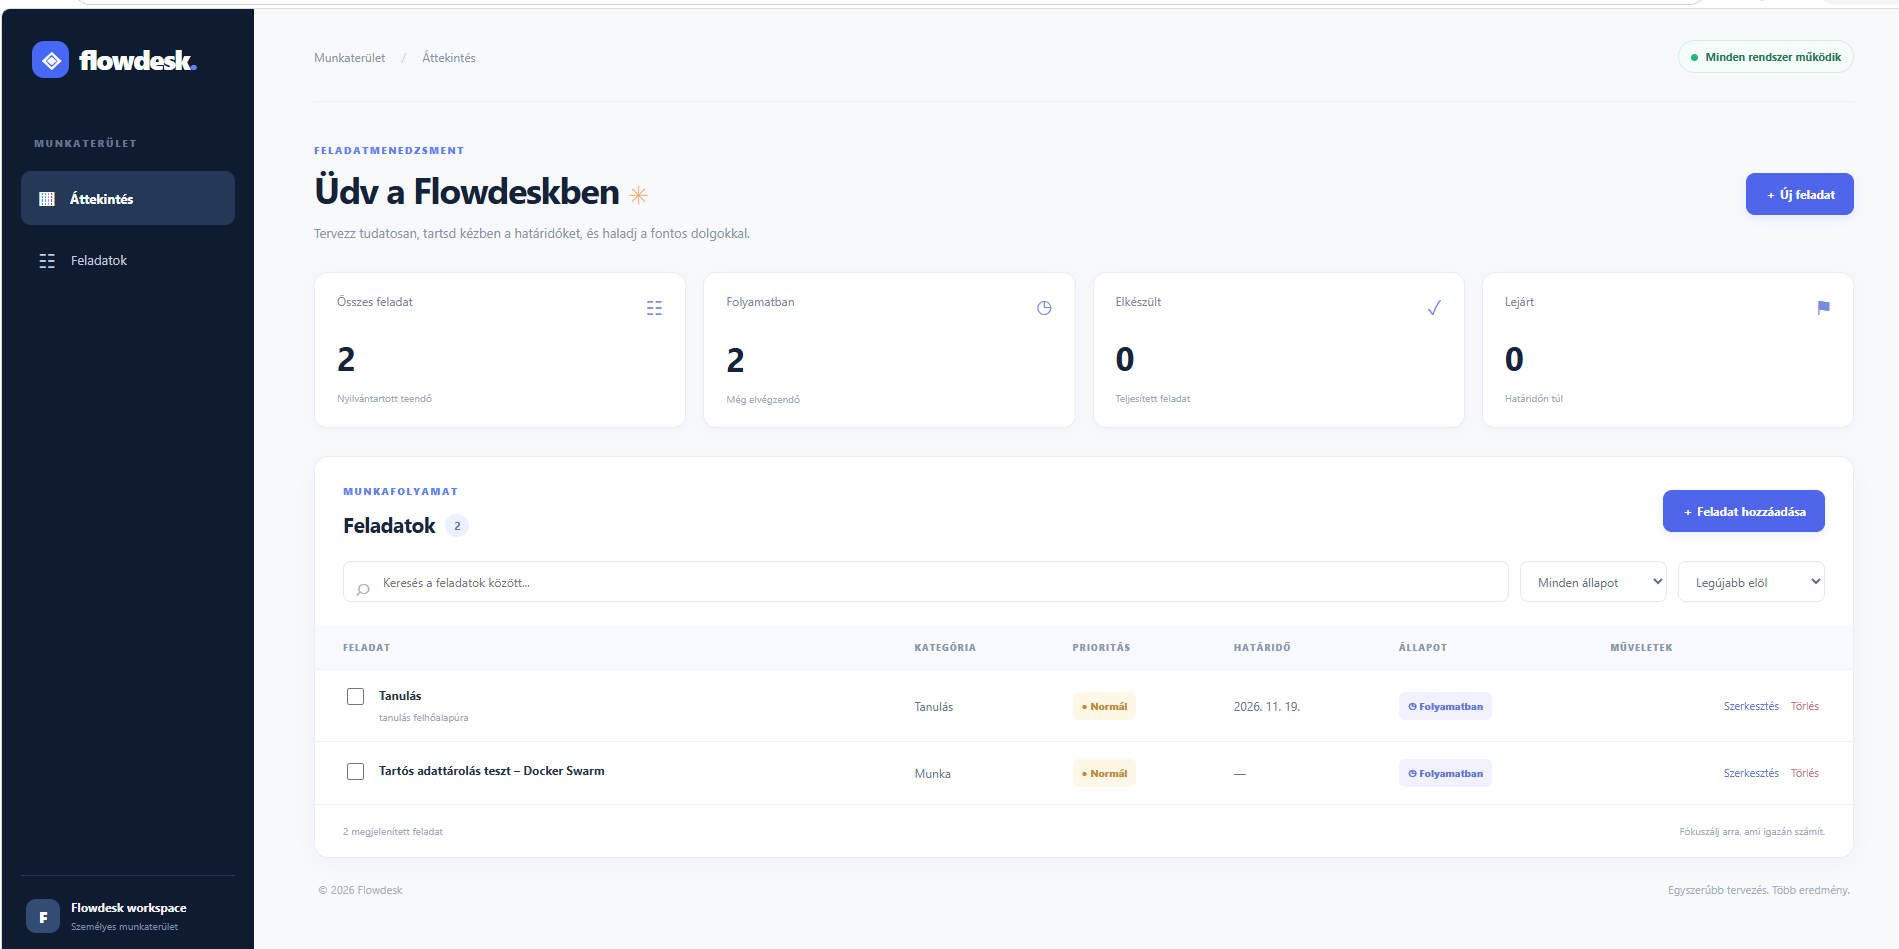 flowdesk.
MUNKATERÜLET
Áttekintés
Feladatok
Flowdesk workspace
F
Személyes munkaterület
Munkaterület / Áttekintés
Minden rendszer működik
FELADATMENEDZSMENT
Üdv a Flowdeskben
Tervezz tudatosan, tartsd kézben a határidőket, és haladj a fontos dolgokkal.
+ Új feladat
Összes feladat
2
Nyilvántartott teendő
Folyamatban
2
Még elvégzendő
Elkészült
0
Teljesített feladat
Lejárt
0
Határidőn túl
MUNKAFOLYAMAT
Feladatok 2
+ Feladat hozzáadása
Keresés a feladatok között...
Minden állapot
Legújabb elöl
FELADAT KATEGÓRIA PRIORITÁS HATÁRIDŐ ÁLLAPOT MŰVELETEK
Tanulás
tanulás felhőalapúra
Tanulás Normál 2026. 11. 19. Folyamatban Szerkesztés Törlés
Tartós adattárolás teszt – Docker Swarm
Munka Normál — Folyamatban Szerkesztés Törlés
2 megjelenített feladat
Fókuszálj arra, ami igazán számít.
© 2026 Flowdesk
Egyszerűbb tervezés. Több eredmény.